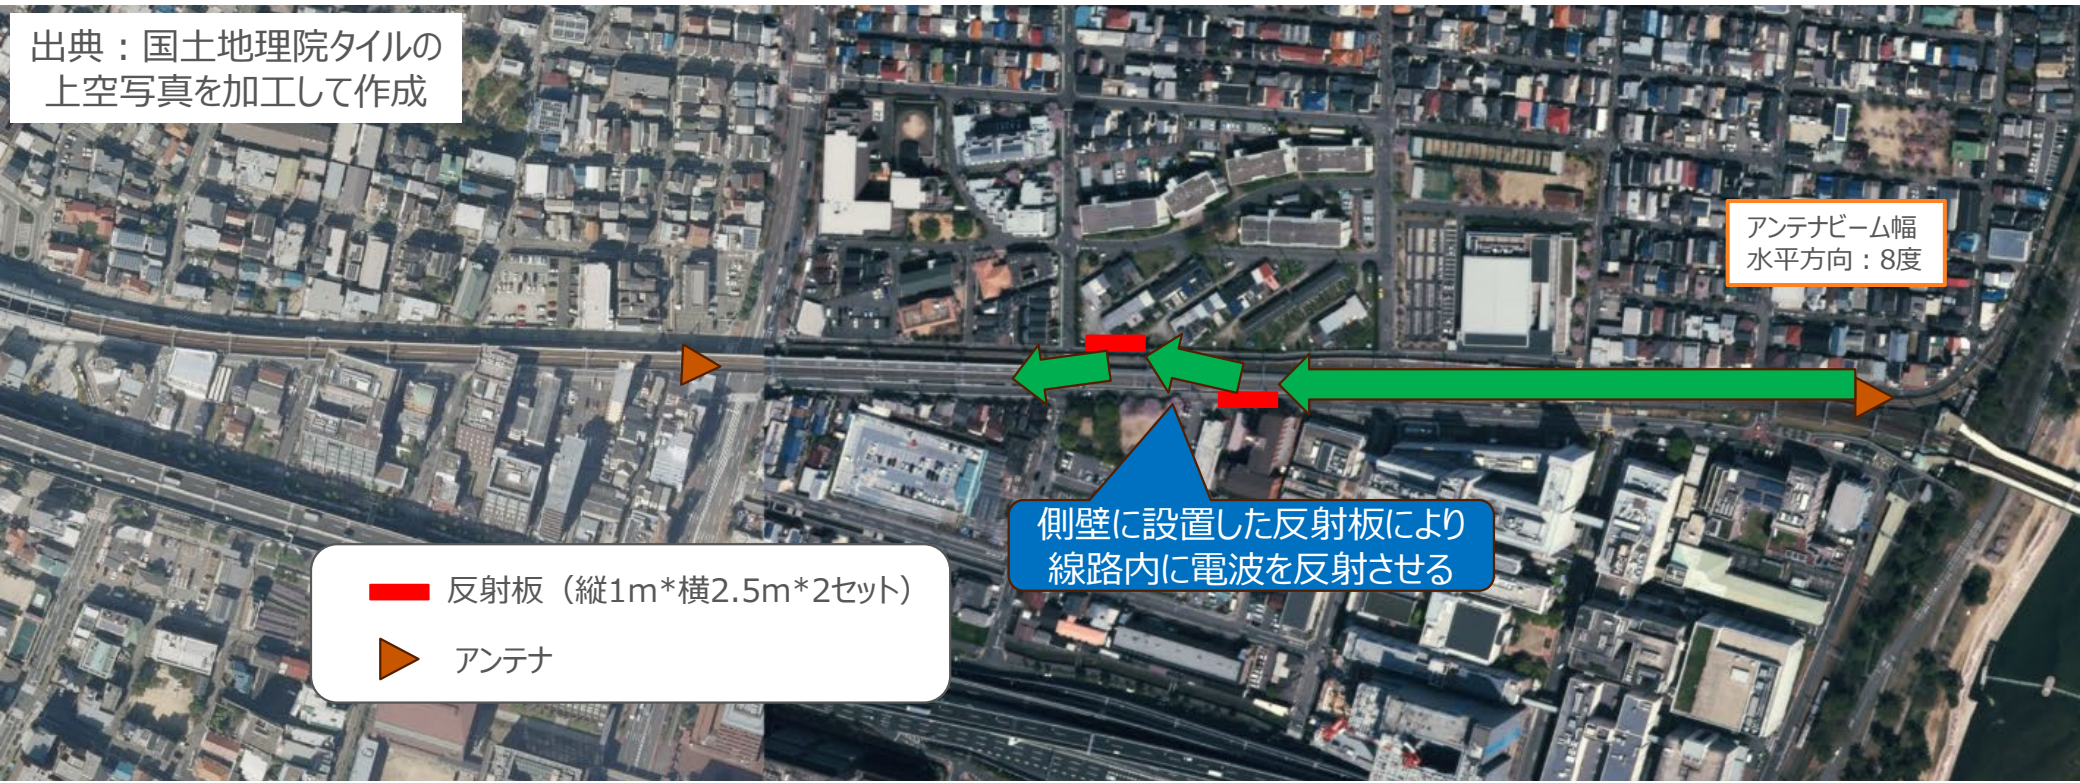 出典：国土地理院タイルの
上空写真を加工して作成
アンテナビーム幅
水平方向：8度
側壁に設置した反射板により
線路内に電波を反射させる
反射板（縦1m*横2.5m*2セット）
アンテナ